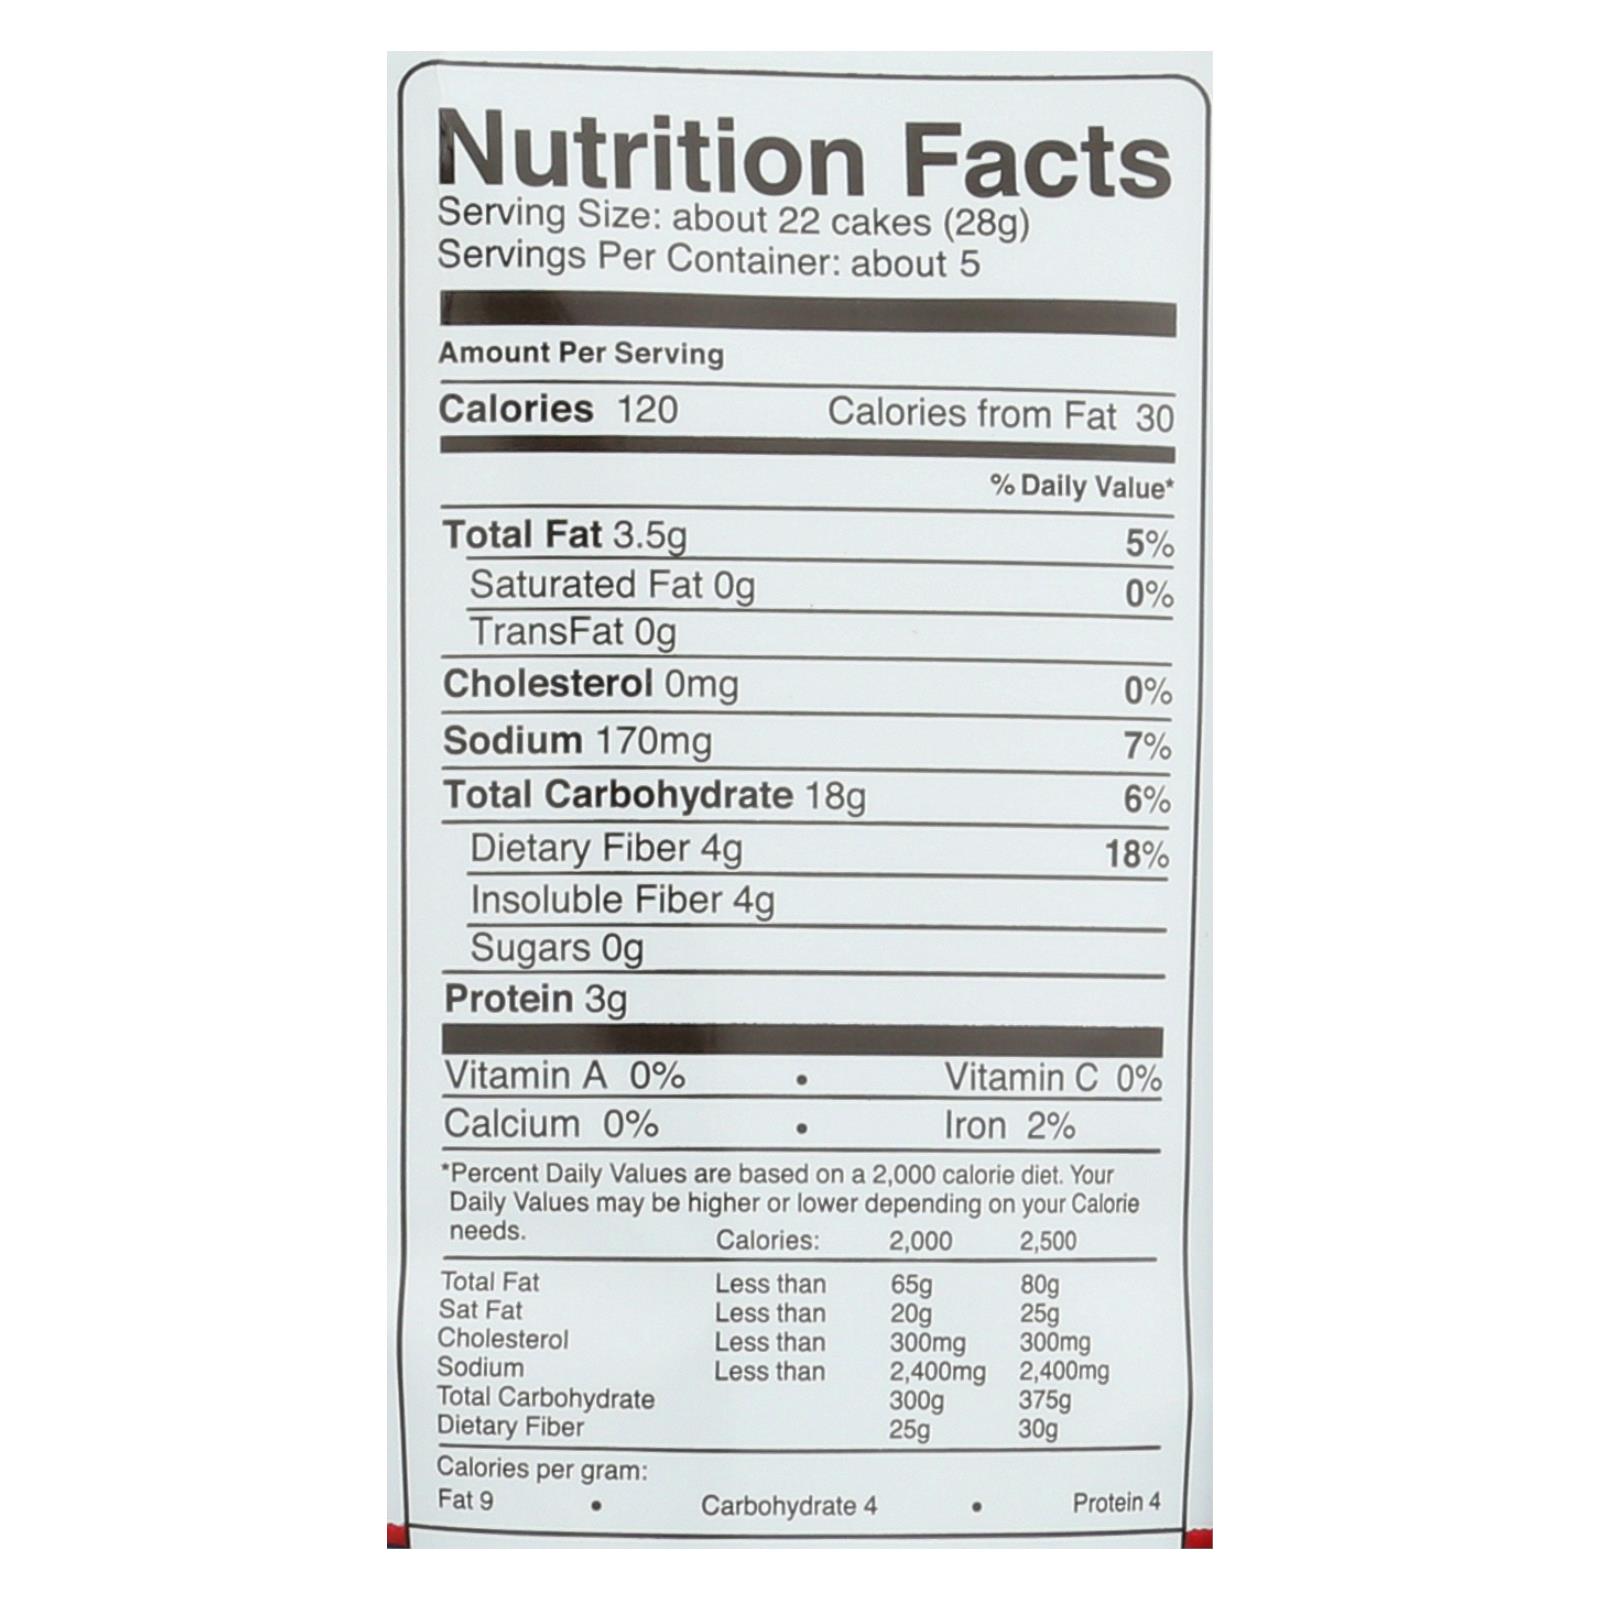 Nutrition Facts
Serving Size: about 22 cakes (28g)
Servings Per Container: about 5
Amount Per Serving
Calories 120 Calories from Fat 30
% Daily Value*
Total Fat 3.5g 5%
Saturated Fat 0g 0%
TransFat 0g
Cholesterol 0mg 0%
Sodium 170mg 7%
Total Carbohydrate 18g 6%
Dietary Fiber 4g 18%
Insoluble Fiber 4g
Sugars 0g
Protein 3g
Vitamin A 0% • Vitamin C 0%
Calcium 0% • Iron 2%
*Percent Daily Values are based on a 2,000 calorie diet. Your
Daily Values may be higher or lower depending on your Calorie
needs.
Calories: 2,000 2,500
Total Fat Less than 65g 80g
Sat Fat Less than 20g 25g
Cholesterol Less than 300mg 300mg
Sodium Less than 2,400mg 2,400mg
Total Carbohydrate 300g 375g
Dietary Fiber 25g 30g
Calories per gram:
Fat 9 • Carbohydrate 4 • Protein 4